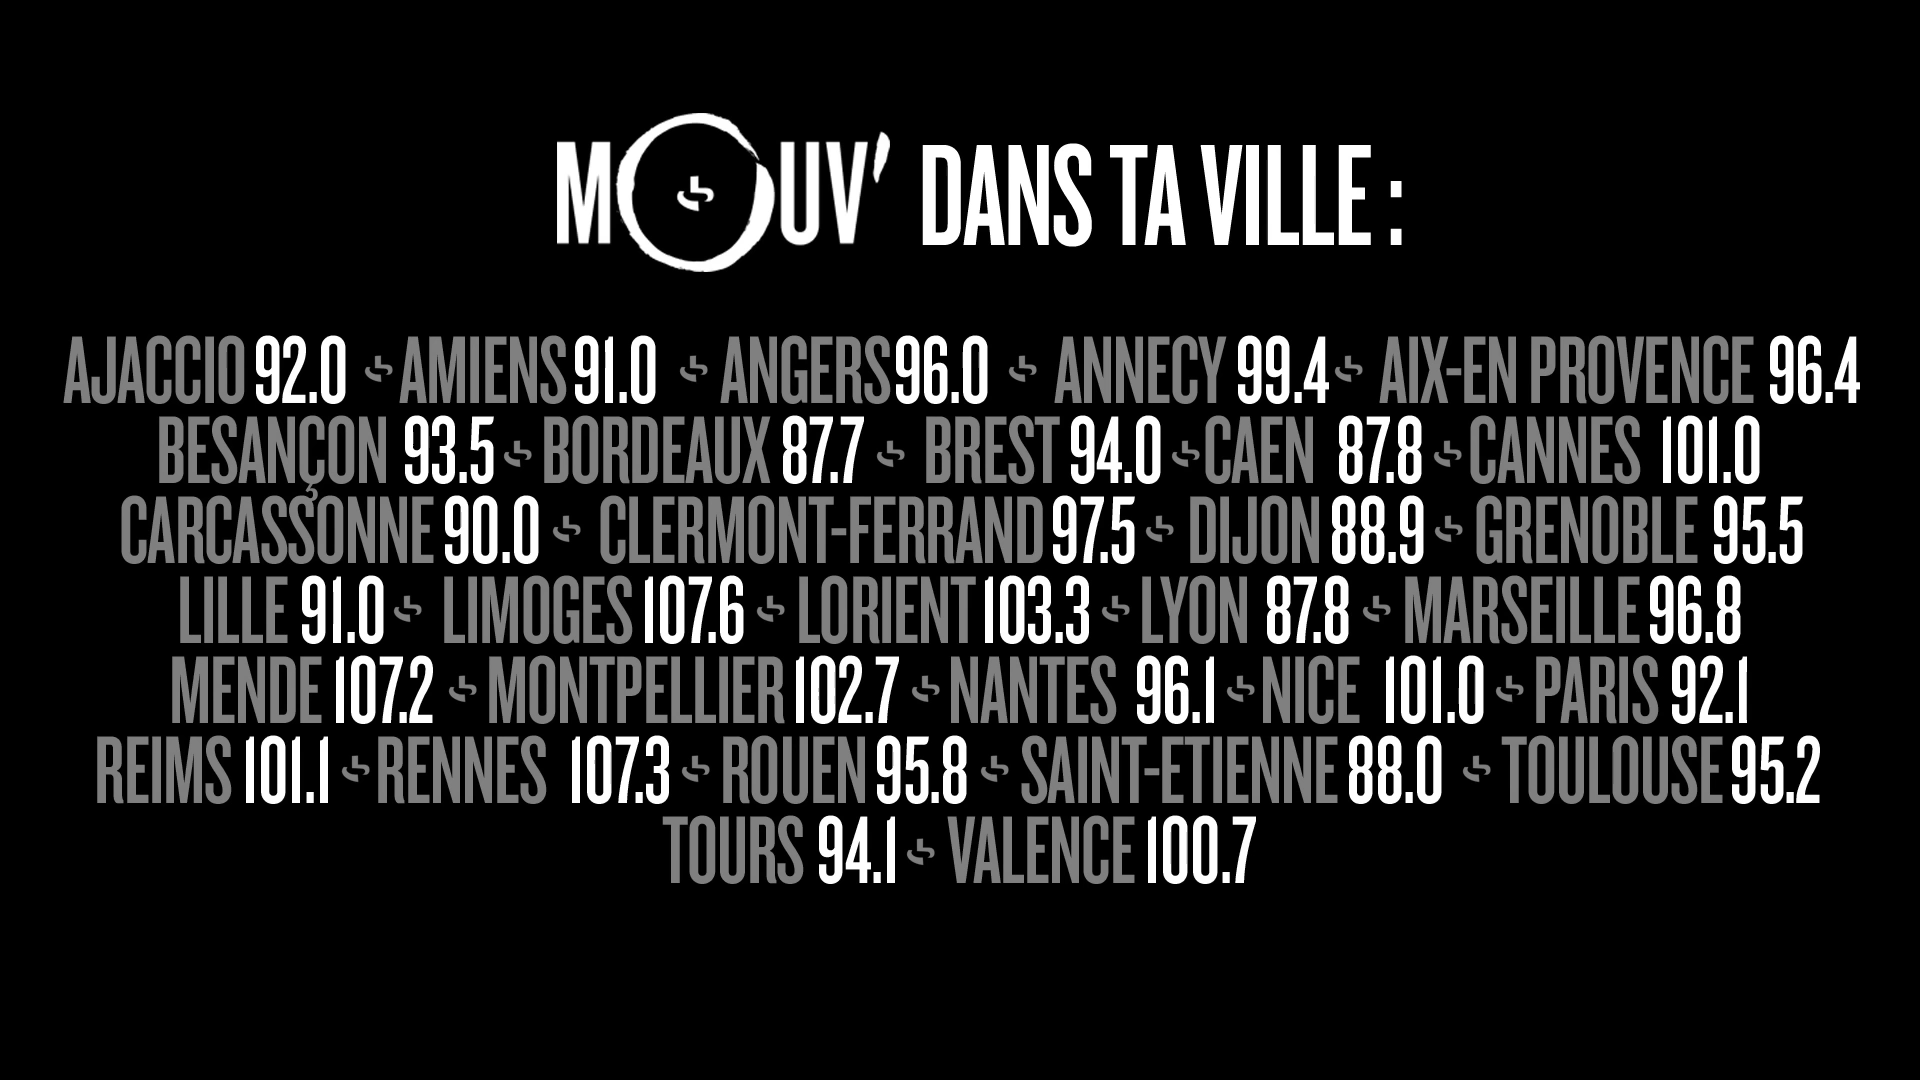 MOUV' DANS TA VILLE :
AJACCIO 92.0 AMIENS 91.0 ANGERS 96.0 ANNECY 99.4 AIX-EN PROVENCE 96.4
BESANÇON 93.5 BORDEAUX 87.7 BREST 94.0 CAEN 87.8 CANNES 101.0
CARCASSONNE 90.0 CLERMONT-FERRAND 97.5 DIJON 88.9 GRENOBLE 95.5
LILLE 91.0 LIMOGES 107.6 LORIENT 103.3 LYON 87.8 MARSEILLE 96.8
MENDE 107.2 MONTPELLIER 102.7 NANTES 96.1 NICE 101.0 PARIS 92.1
REIMS 101.1 RENNES 107.3 ROUEN 95.8 SAINT-ETIENNE 88.0 TOULOUSE 95.2
TOURS 94.1 VALENCE 100.7